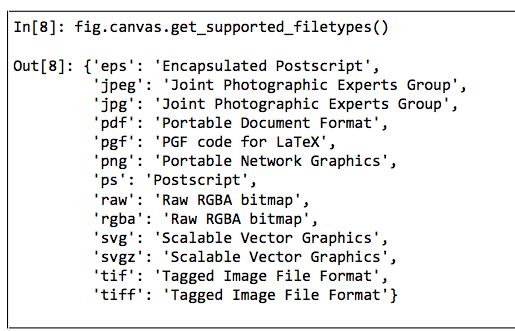 In[8]: fig.canvas.get_supported_filetypes()
Out[8]: {'eps': 'Encapsulated Postscript',
'jpeg': 'Joint Photographic Experts Group',
'jpg': 'Joint Photographic Experts Group',
'pdf': 'Portable Document Format',
'pgf': 'PGF code for LaTeX',
'png': 'Portable Network Graphics',
'ps': 'Postscript',
'raw': 'Raw RGBA bitmap',
'rgba': 'Raw RGBA bitmap',
'svg': 'Scalable Vector Graphics',
'svgz': 'Scalable Vector Graphics',
'tif': 'Tagged Image File Format',
'tiff': 'Tagged Image File Format'}